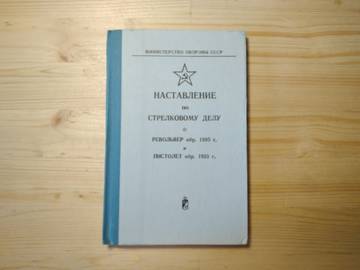 МИНИСТЕРСТВО ОБОРОНЫ СССР
НАСТАВЛЕНИЕ
ПО
СТРЕЛКОВОМУ ДЕЛУ
РЕВОЛЬВЕР обр. 1895 г.
и
ПИСТОЛЕТ обр. 1933 г.